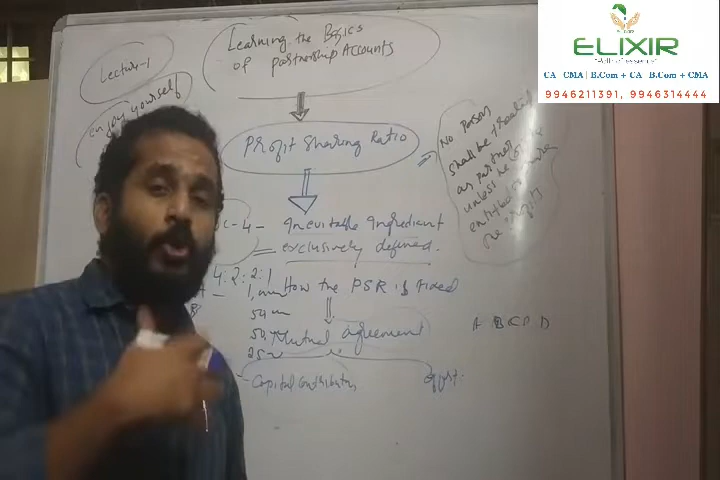 Lecture-1
enjoy yourself
Learning the Basics
of partnership Accounts
Profit Sharing Ratio
No person
shall be treated
as partner
unless he is
entitled to
C-4 - Inevitable Ingredient
exclusively defined.
4:2:2:1
How the PSR is fixed
Mutual agreement
Capital Contribution
effort:
A B C D
ELIXIR
CA | CMA | B.Com + CA | B.Com + CMA
9946211391, 9946314444